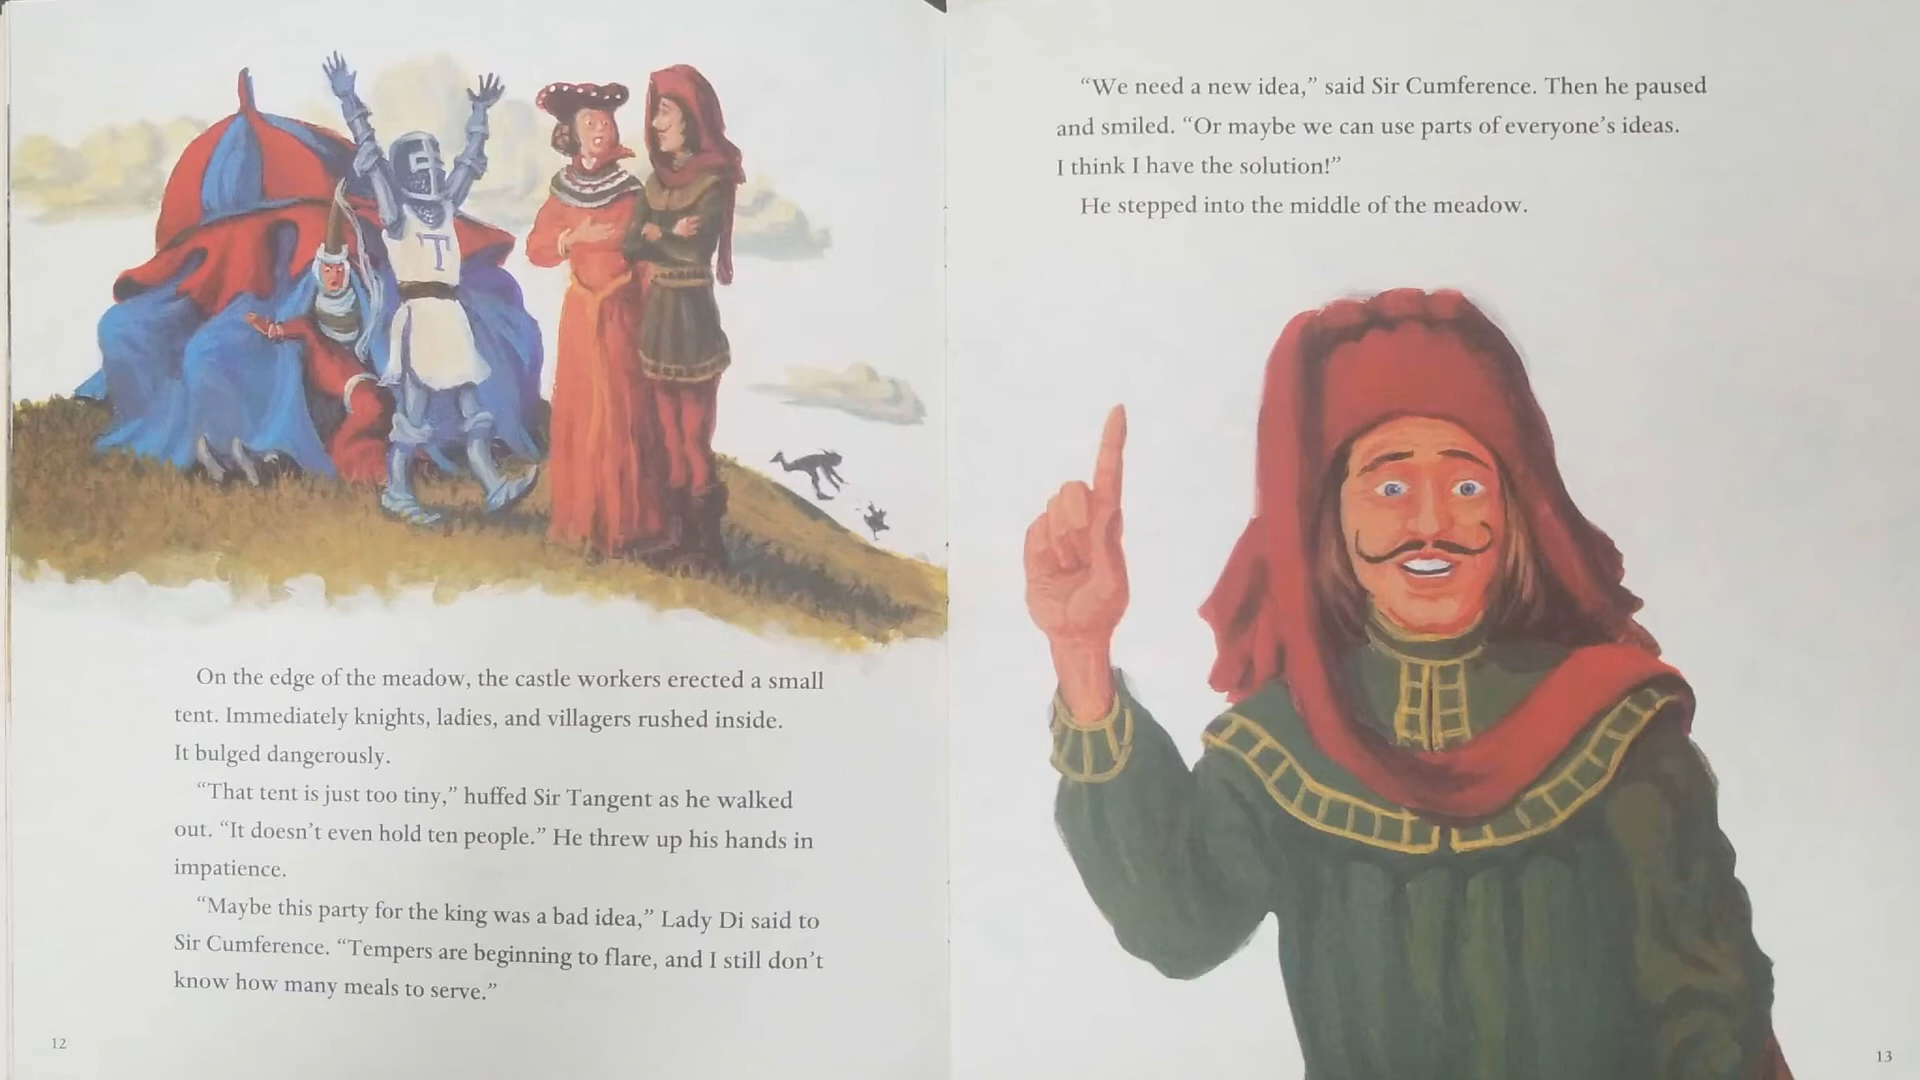 T
On the edge of the meadow, the castle workers erected a small
tent. Immediately knights, ladies, and villagers rushed inside.
It bulged dangerously.
“That tent is just too tiny,” huffed Sir Tangent as he walked
out. “It doesn’t even hold ten people.” He threw up his hands in
impatience.
“Maybe this party for the king was a bad idea,” Lady Di said to
Sir Cumference. “Tempers are beginning to flare, and I still don’t
know how many meals to serve.”
12
“We need a new idea,” said Sir Cumference. Then he paused
and smiled. “Or maybe we can use parts of everyone’s ideas.
I think I have the solution!”
He stepped into the middle of the meadow.
13